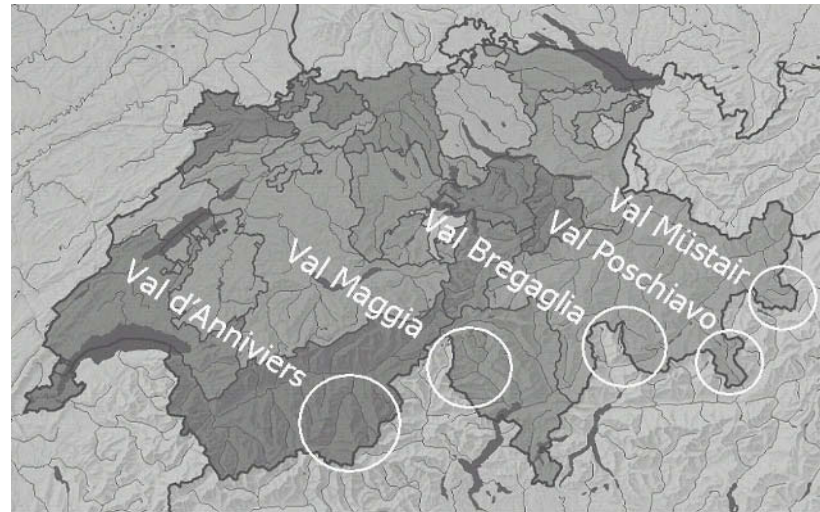 Val d'Anniviers
Val Maggia
Val Bregaglia
Val Poschiavo
Val Müstair